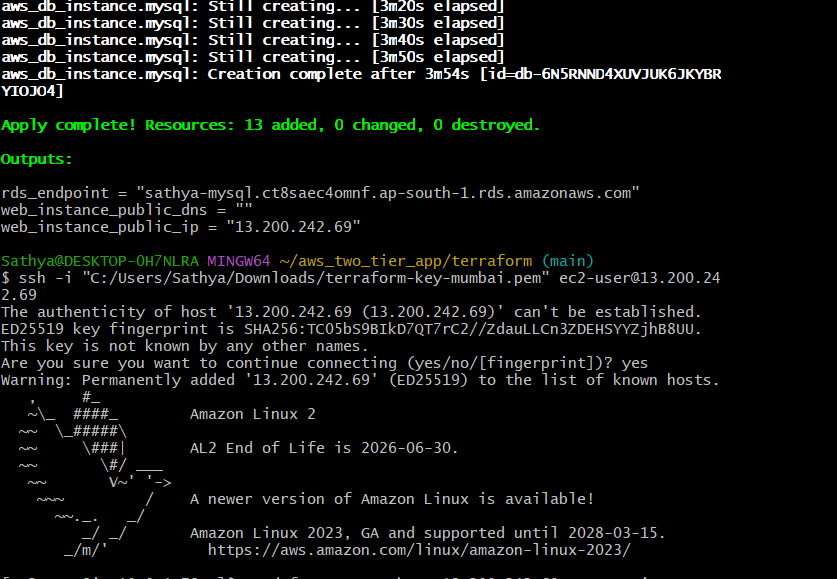 aws_db_instance.mysql: Still creating... [3m20s elapsed]
aws_db_instance.mysql: Still creating... [3m30s elapsed]
aws_db_instance.mysql: Still creating... [3m40s elapsed]
aws_db_instance.mysql: Still creating... [3m50s elapsed]
aws_db_instance.mysql: Creation complete after 3m54s [id=db-6N5RNND4XUVJUK6JKYBR
YIOJO4]
Apply complete! Resources: 13 added, 0 changed, 0 destroyed.
Outputs:
rds_endpoint = "sathya-mysql.ct8saec4omnf.ap-south-1.rds.amazonaws.com"
web_instance_public_dns = ""
web_instance_public_ip = "13.200.242.69"
Sathya@DESKTOP-0H7NLRA MINGW64 ~/aws_two_tier_app/terraform (main)
$ ssh -i "C:/Users/Sathya/Downloads/terraform-key-mumbai.pem" ec2-user@13.200.24
2.69
The authenticity of host '13.200.242.69 (13.200.242.69)' can't be established.
ED25519 key fingerprint is SHA256:TC05bS9BIkD7QT7rC2//ZdauLLCn3ZDEHSYYZjhB8UU.
This key is not known by any other names.
Are you sure you want to continue connecting (yes/no/[fingerprint])? yes
Warning: Permanently added '13.200.242.69' (ED25519) to the list of known hosts.
   ,     #_
   ~\_  ####_        Amazon Linux 2
  ~~  \_#####\
  ~~     \###|       AL2 End of Life is 2026-06-30.
  ~~       \#/ ___
   ~~       V~' '->
    ~~~         /    A newer version of Amazon Linux is available!
      ~~._.   _/
         _/ _/       Amazon Linux 2023, GA and supported until 2028-03-15.
       _/m/'           https://aws.amazon.com/linux/amazon-linux-2023/